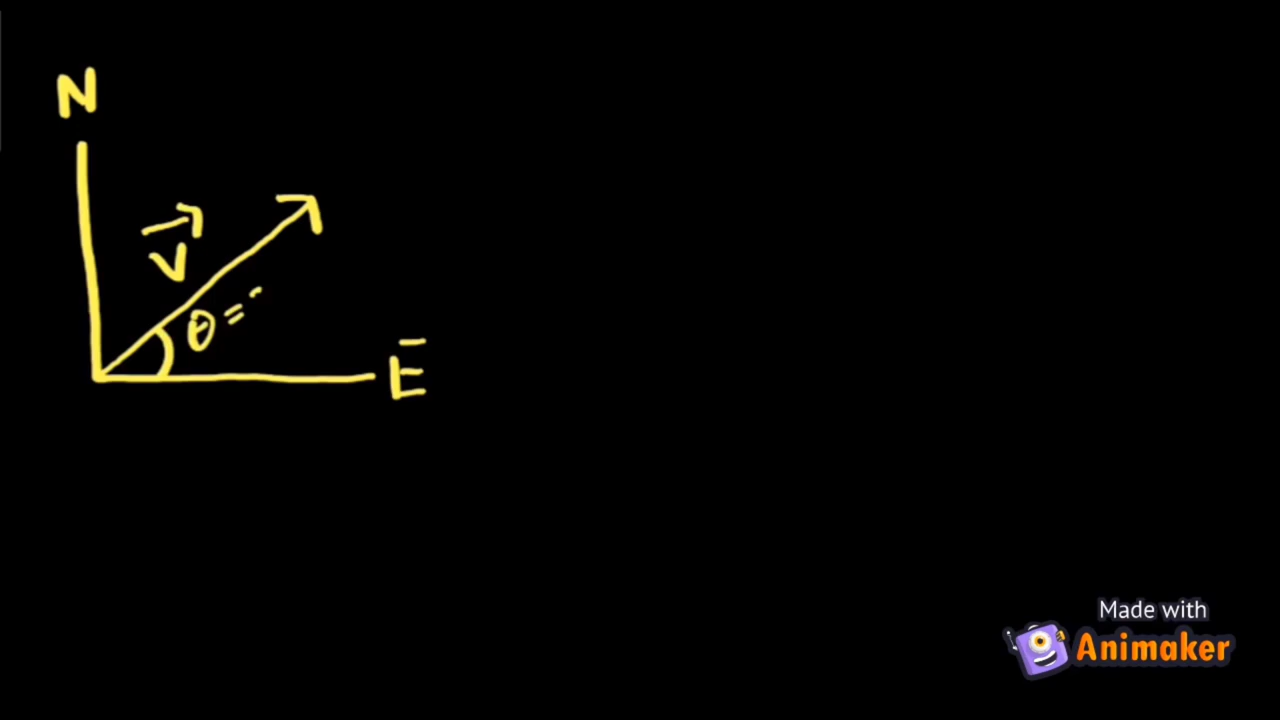 N
V
θ =
E
Made with
Animaker